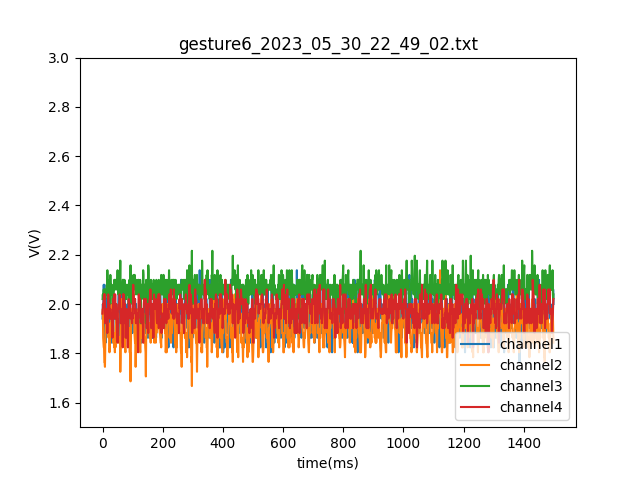 gesture6_2023_05_30_22_49_02.txt
3.0
2.8
2.6
2.4
2.2
2.0
1.8
1.6
V(V)
channel1
channel2
channel3
channel4
0 200 400 600 800 1000 1200 1400
time(ms)